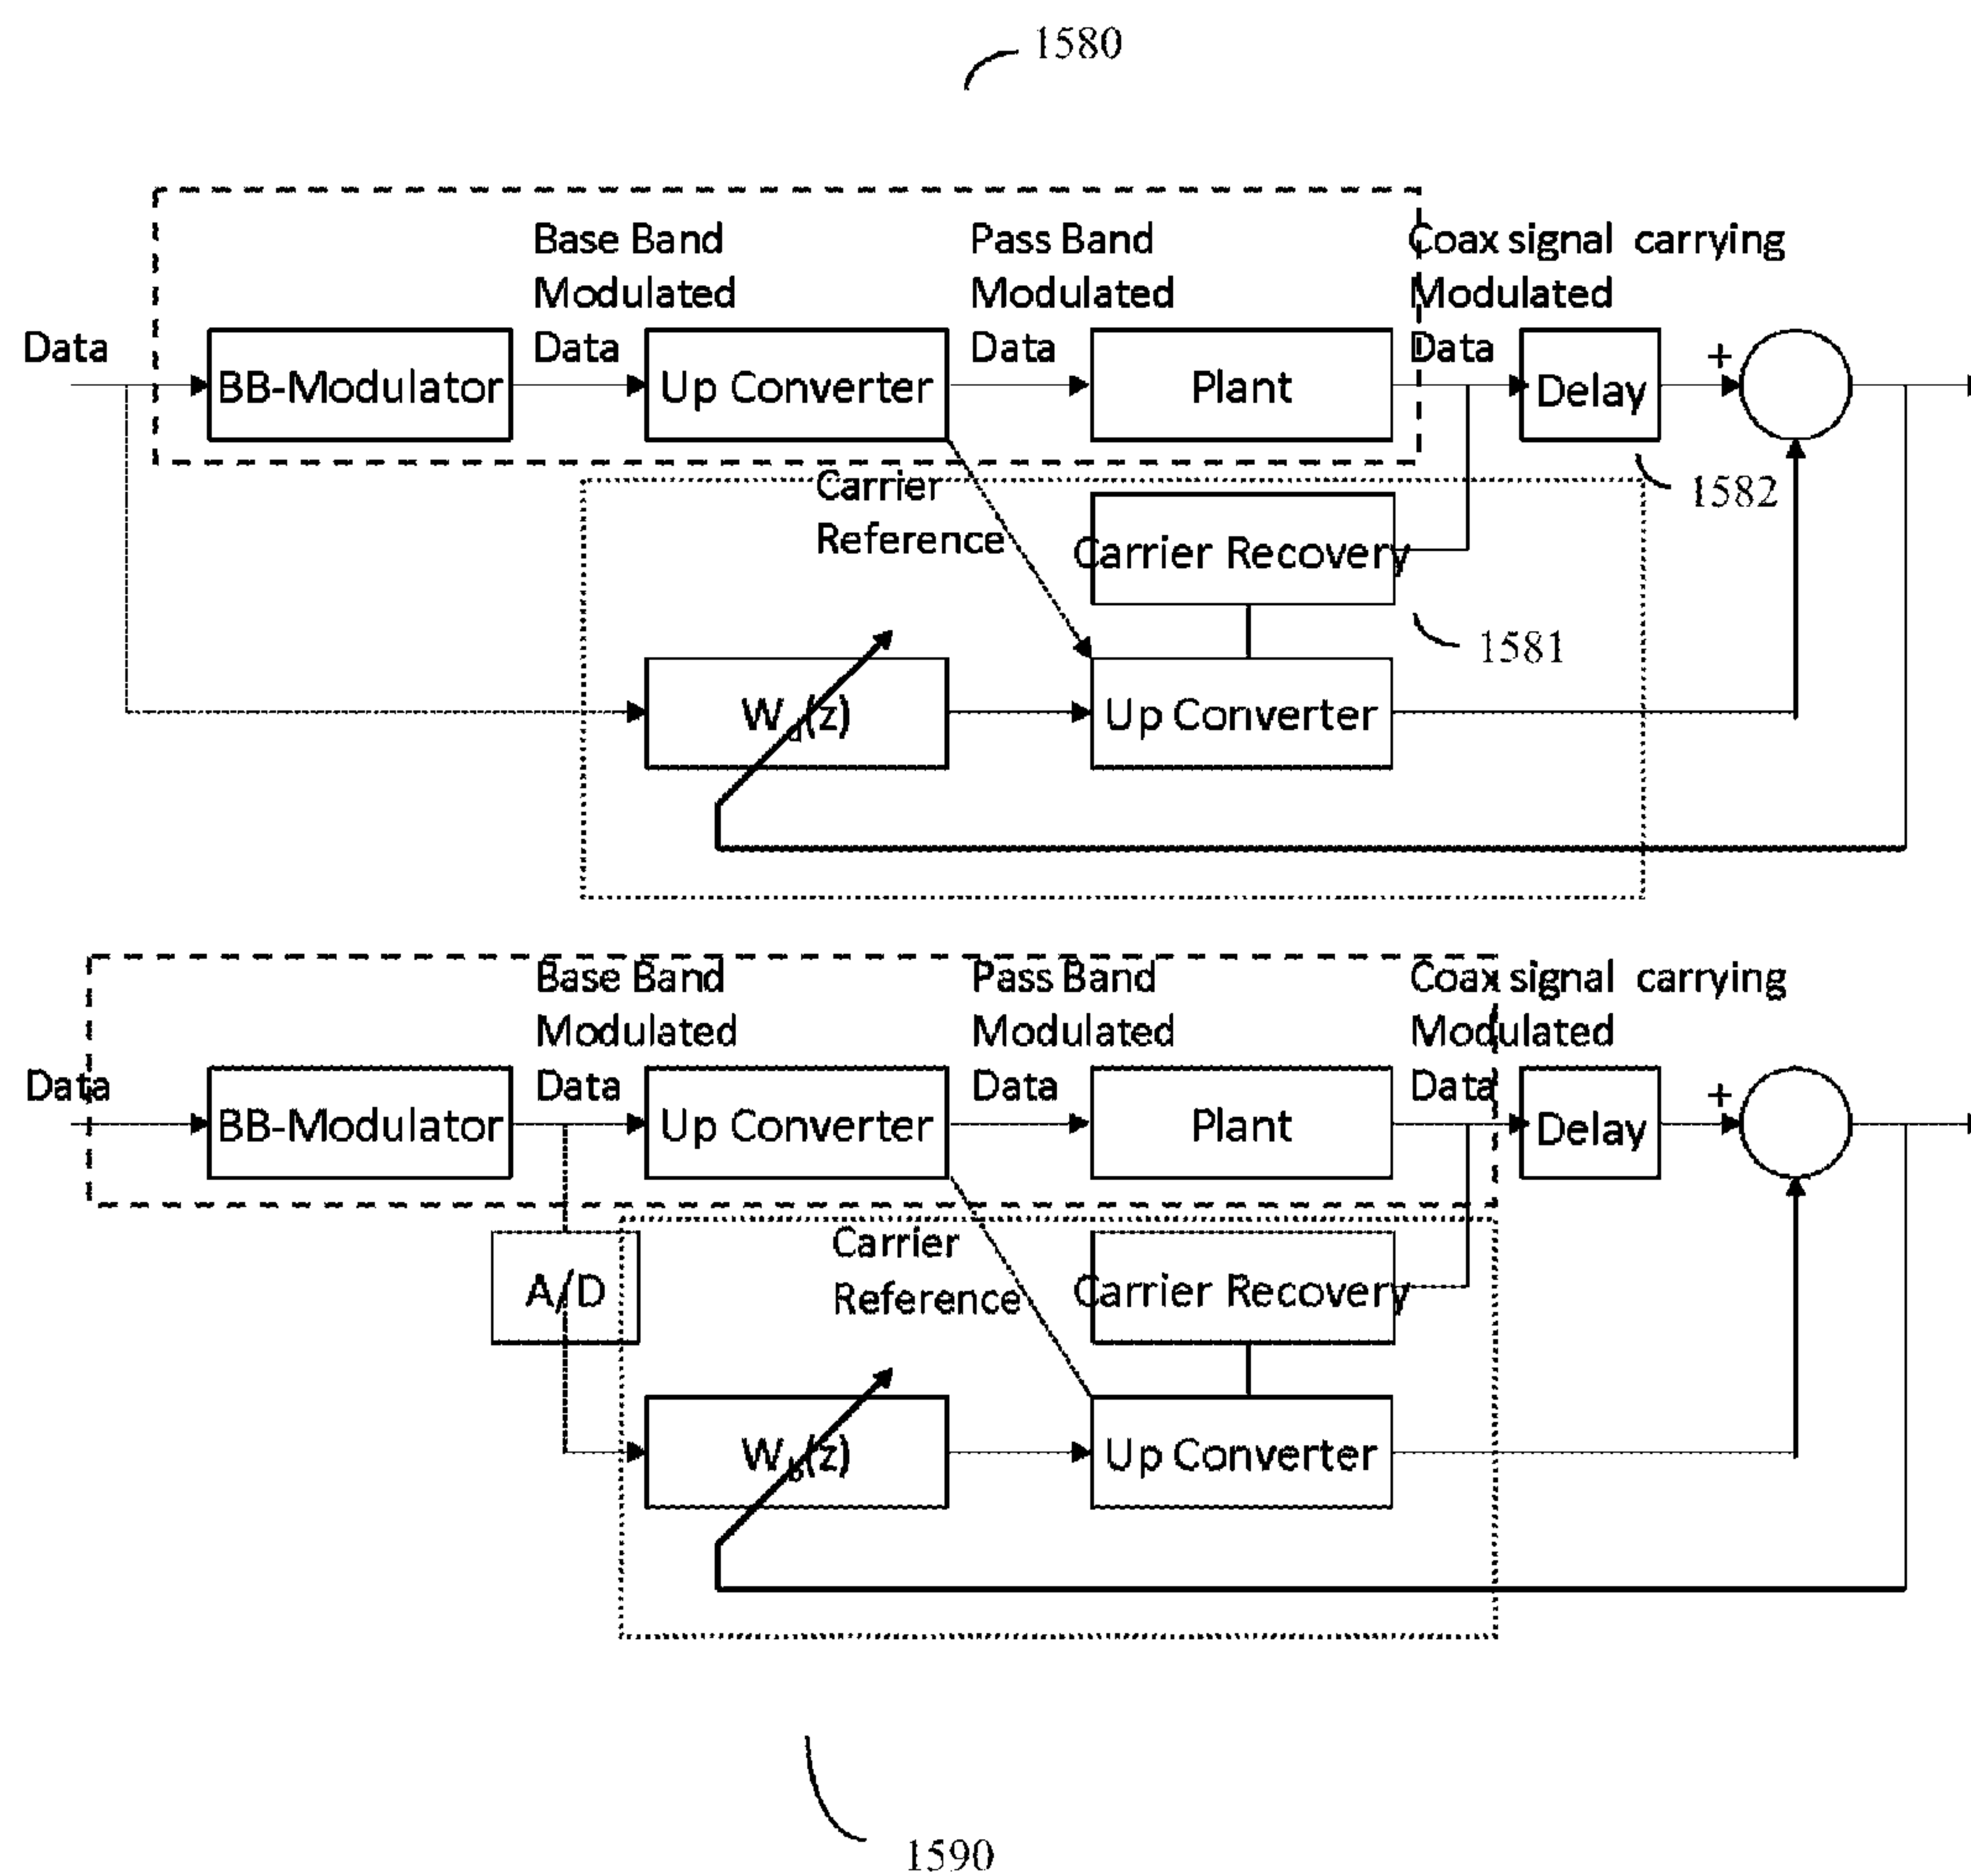 1580
Base Band
Modulated
Data
Pass Band
Modulated
Data
Coax signal carrying
Modulated
Data
Data
BB-Modulator
Up Converter
Plant
Delay
+
1582
Carrier
Reference
Carrier Recovery
1581
W (z)
Up Converter
Base Band
Modulated
Data
Pass Band
Modulated
Data
Coax signal carrying
Modulated
Data
Data
BB-Modulator
Up Converter
Plant
Delay
+
A/D
Carrier
Reference
Carrier Recovery
W (z)
Up Converter
1590